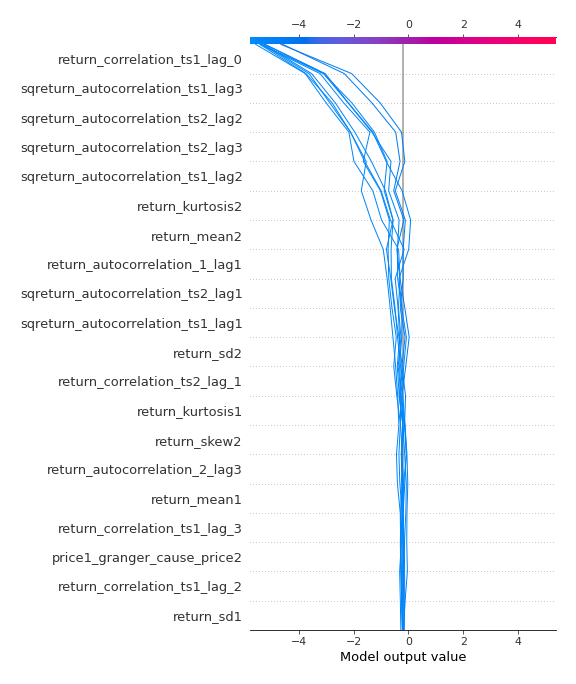 −4 −2 0 2 4
return_correlation_ts1_lag_0
sqreturn_autocorrelation_ts1_lag3
sqreturn_autocorrelation_ts2_lag2
sqreturn_autocorrelation_ts2_lag3
sqreturn_autocorrelation_ts1_lag2
return_kurtosis2
return_mean2
return_autocorrelation_1_lag1
sqreturn_autocorrelation_ts2_lag1
sqreturn_autocorrelation_ts1_lag1
return_sd2
return_correlation_ts2_lag_1
return_kurtosis1
return_skew2
return_autocorrelation_2_lag3
return_mean1
return_correlation_ts1_lag_3
price1_granger_cause_price2
return_correlation_ts1_lag_2
return_sd1
−4 −2 0 2 4
Model output value